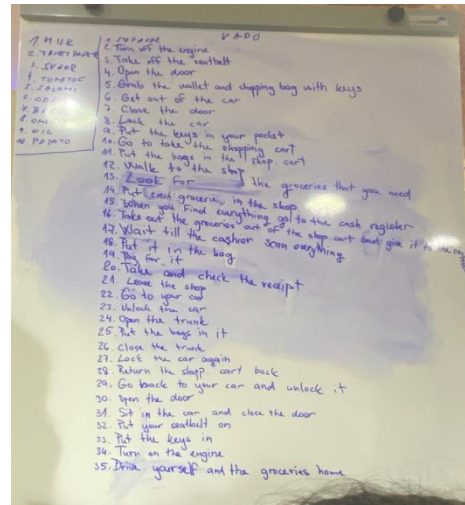 VADO
1. MILK
2. TOILET PAPER
3. SUGAR
4. TOMATOE
5. SALAMI
6.
7.
8.
9. OIL
10. POTATO
1.
2. Turn off the engine
3. Take off the seatbelt
4. Open the door
5. Grab the wallet and shopping bag with keys
6. Get out of the car
7. Close the door
8. Lock the car
9. Put the keys in your pocket
10. Go to take the shopping cart
11. Put the bags in the shop. cart
12. Walk to the shop
13. Look for the groceries that you need
14. Put each grocerie in the shop
15. When you find eurything go to the cash register
16. Take out the groceries out of the shop. cart and give it to the
17. Wait till the cashier scan everything
18. Put it in the bag
19. Pay for it
20. Take and check the receipt
21. Leave the shop
22. Go to your car
23. Unlock the car
24. Open the trunk
25. Put the bags in it
26. Close the trunk
27. Lock the car again
28. Return the shopp. cart back
29. Go back to your car and unlock it
30. Open the door
31. Sit in the car and close the door
32. Put your seatbelt on
33. Put the keys in
34. Turn on the engine
35. Drive yourself and the groceries home